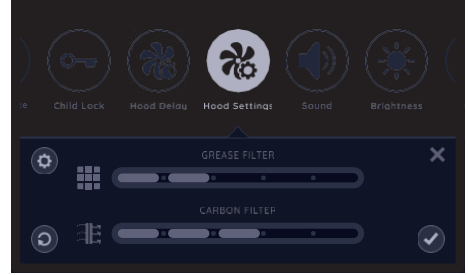 Child Lock
Hood Delay
Hood Settings
Sound
Brightness
GREASE FILTER
CARBON FILTER